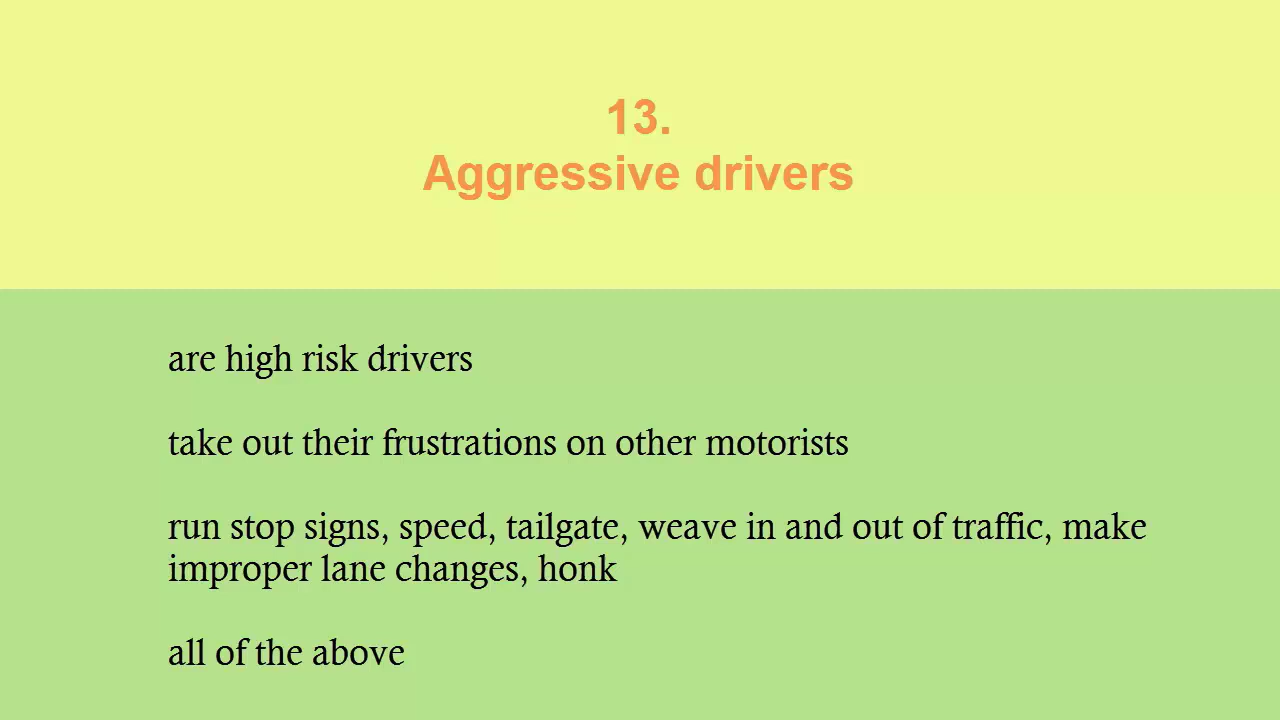 13.
Aggressive drivers
are high risk drivers
take out their frustrations on other motorists
run stop signs, speed, tailgate, weave in and out of traffic, make
improper lane changes, honk
all of the above